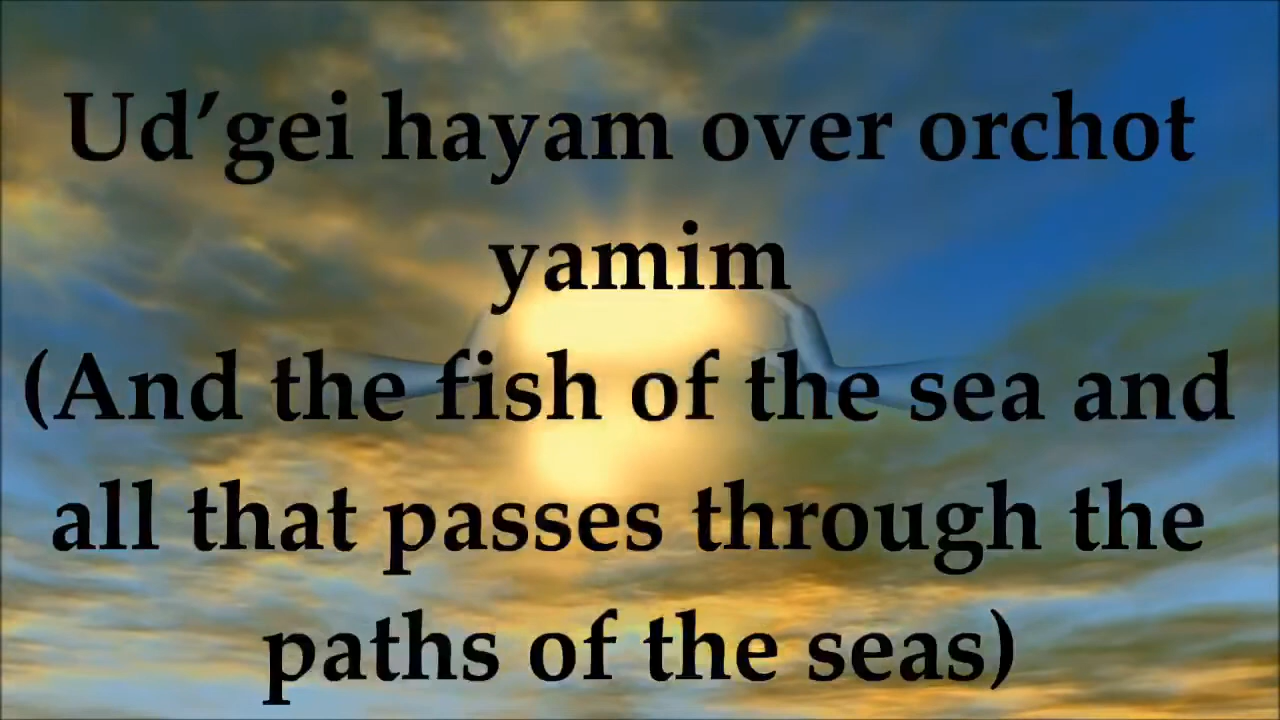 Ud’gei hayam over orchot
yamim
(And the fish of the sea and
all that passes through the
paths of the seas)